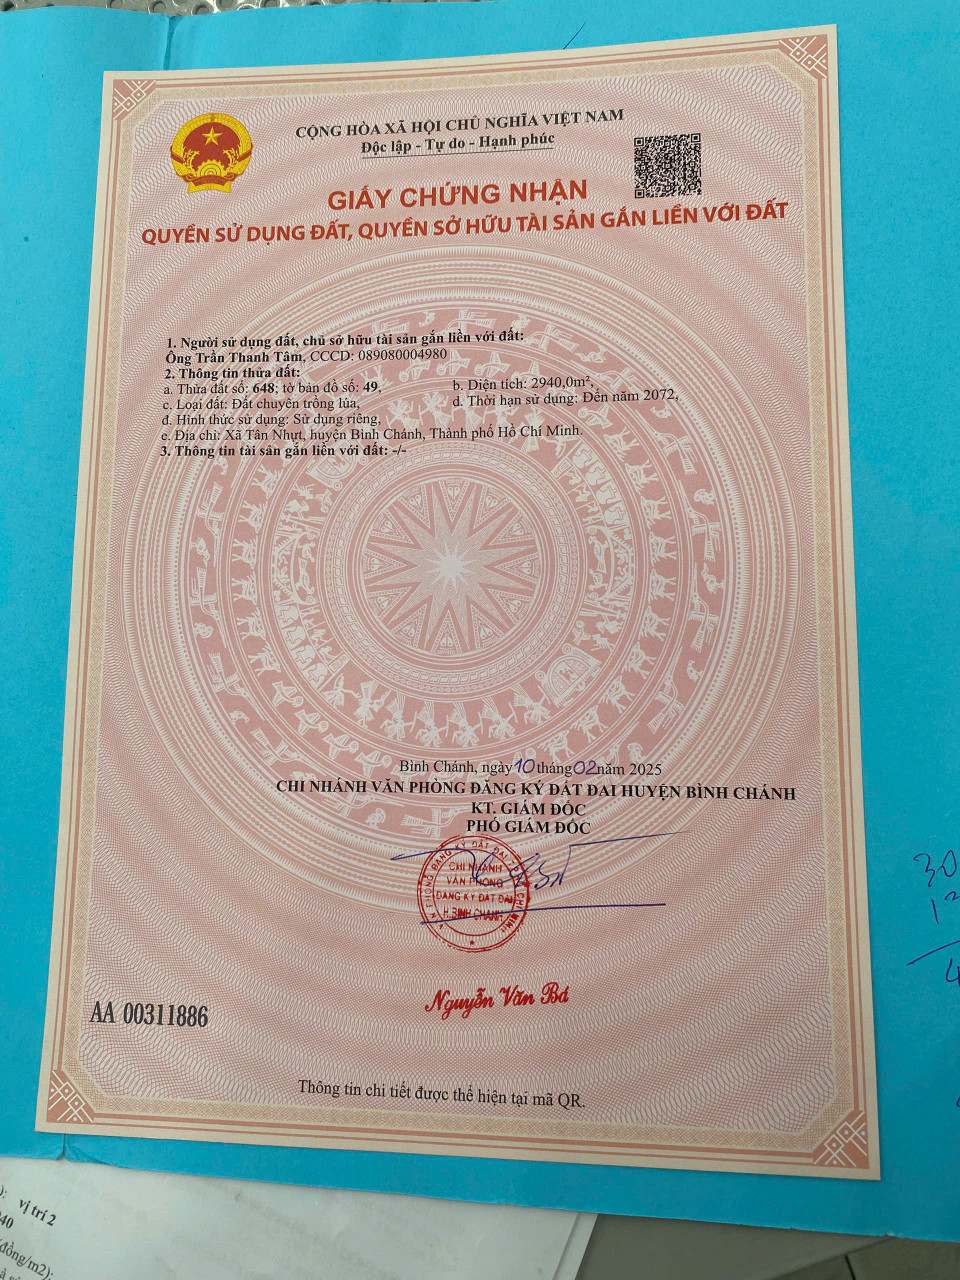 CỘNG HÒA XÃ HỘI CHỦ NGHĨA VIỆT NAM
Độc lập - Tự do - Hạnh phúc
GIẤY CHỨNG NHẬN
QUYỀN SỬ DỤNG ĐẤT, QUYỀN SỞ HỮU TÀI SẢN GẮN LIỀN VỚI ĐẤT
1. Người sử dụng đất, chủ sở hữu tài sản gắn liền với đất:
Ông Trần Thanh Tâm, CCCD: 089080004980
2. Thông tin thửa đất:
a. Thửa đất số: 648; tờ bản đồ số: 49, b. Diện tích: 2940,0m²,
c. Loại đất: Đất chuyên trồng lúa, d. Thời hạn sử dụng: Đến năm 2072,
đ. Hình thức sử dụng: Sử dụng riêng,
e. Địa chỉ: Xã Tân Nhựt, huyện Bình Chánh, Thành phố Hồ Chí Minh.
3. Thông tin tài sản gắn liền với đất: -/-
Bình Chánh, ngày 10 tháng 02 năm 2025
CHI NHÁNH VĂN PHÒNG ĐĂNG KÝ ĐẤT ĐAI HUYỆN BÌNH CHÁNH
KT. GIÁM ĐỐC
PHÓ GIÁM ĐỐC
CHI NHÁNH
VĂN PHÒNG
ĐĂNG KÝ ĐẤT ĐAI
H. BÌNH CHÁNH
Nguyễn Văn Bd
AA 00311886
Thông tin chi tiết được thể hiện tại mã QR.
30
vị trí 2
(đồng/m2):